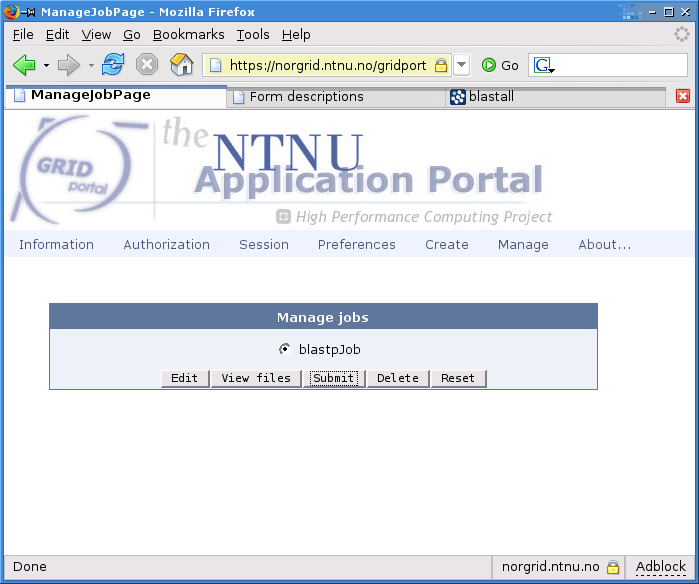 ManageJobPage - Mozilla Firefox
File Edit View Go Bookmarks Tools Help
https://norgrid.ntnu.no/gridport Go G
ManageJobPage Form descriptions blastall
the NTNU
GRID portal Application Portal
High Performance Computing Project
Information Authorization Session Preferences Create Manage About...
Manage jobs
blastpJob
Edit View files Submit Delete Reset
Done norgrid.ntnu.no Adblock